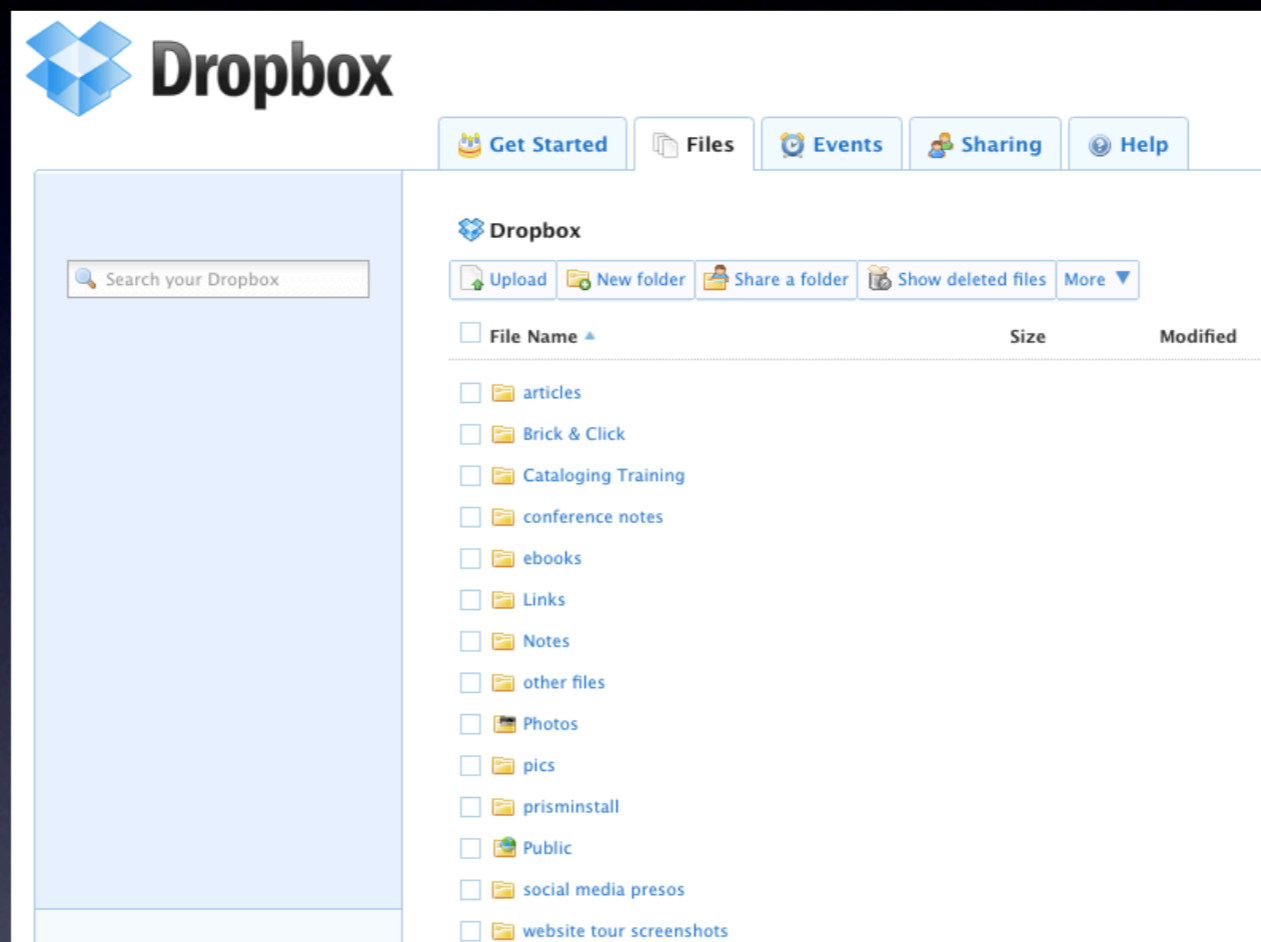 Dropbox
Get Started Files Events Sharing Help
Dropbox
Search your Dropbox
Upload New folder Share a folder Show deleted files More
File Name Size Modified
articles
Brick & Click
Cataloging Training
conference notes
ebooks
Links
Notes
other files
Photos
pics
prisminstall
Public
social media presos
website tour screenshots